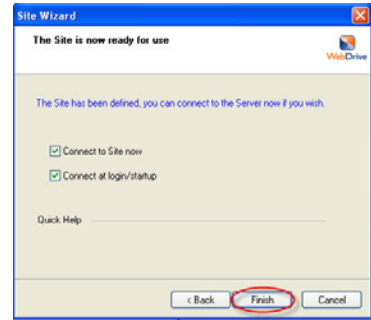 Site Wizard
The Site is now ready for use
WebDrive
The Site has been defined, you can connect to the Server now if you wish.
Connect to Site now
Connect at login/startup
Quick Help
< Back
Finish
Cancel